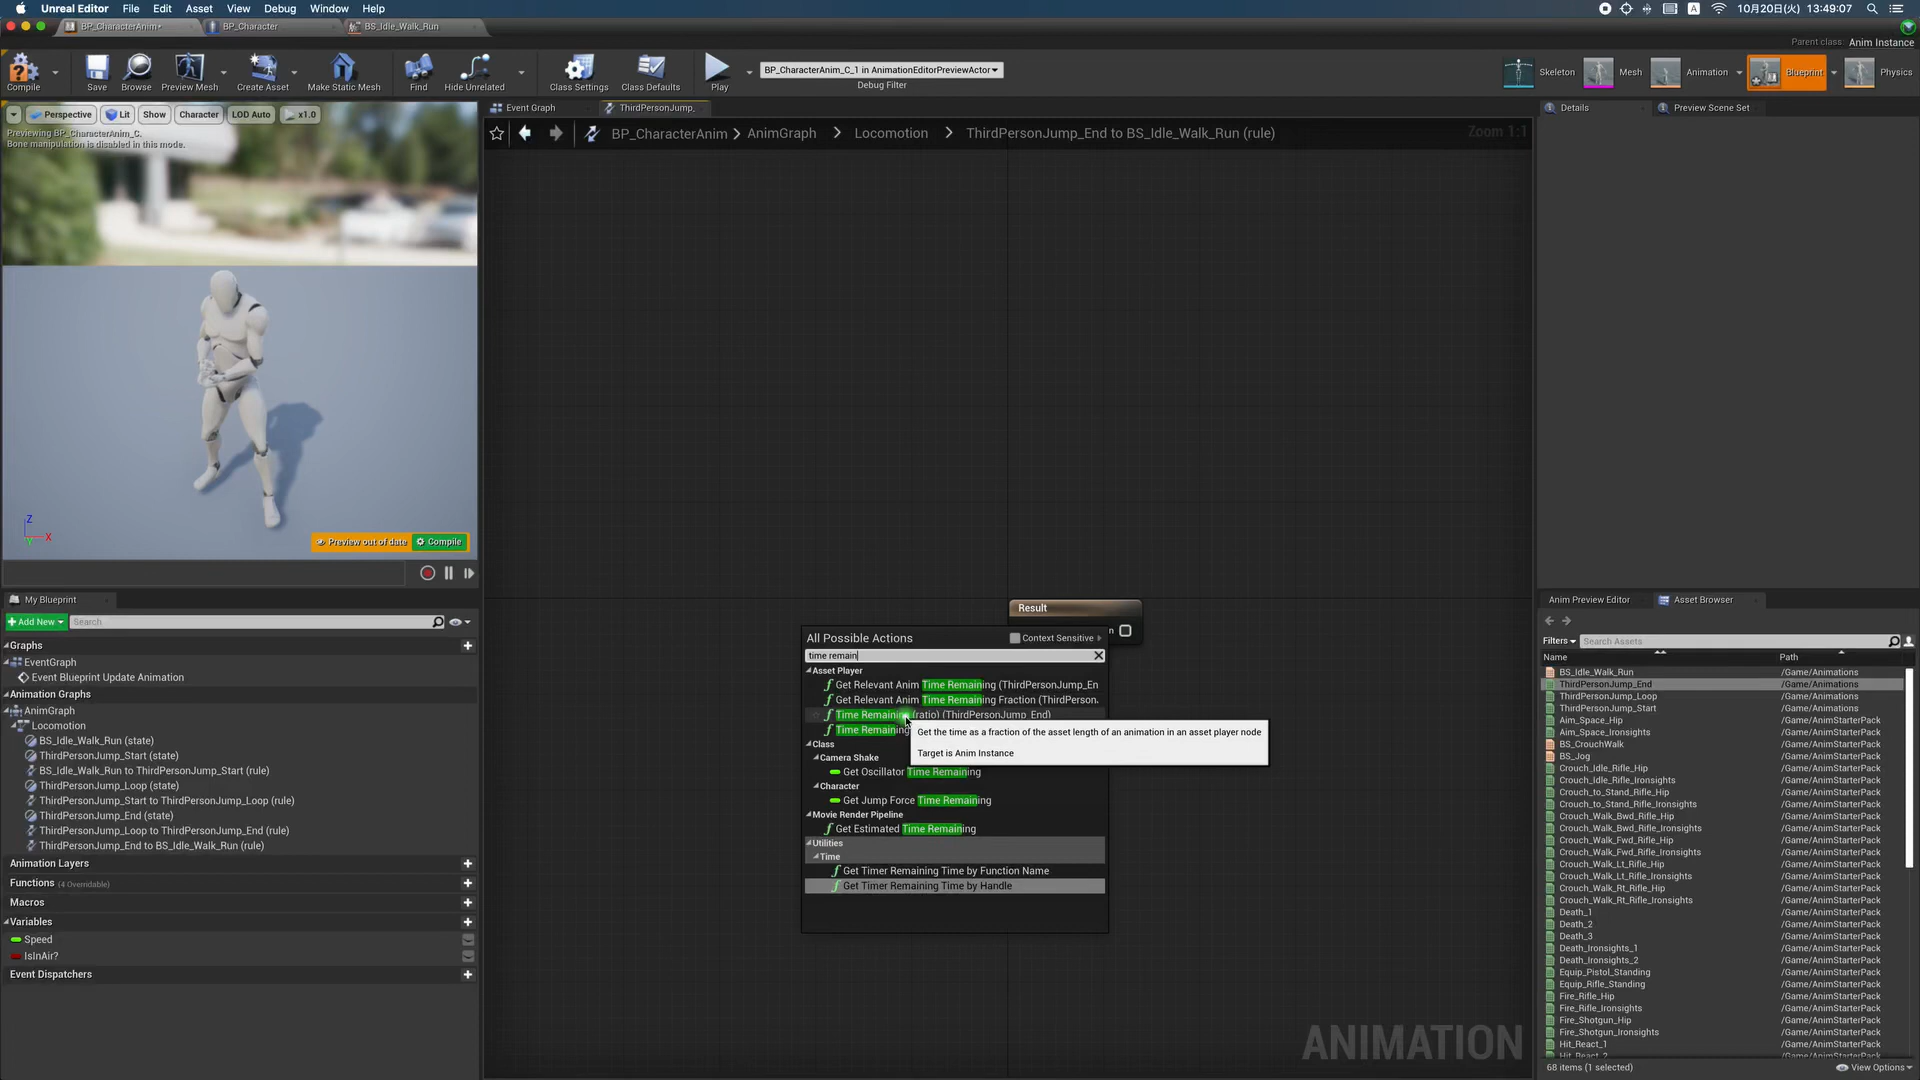 Unreal Editor File Edit Asset View Debug Window Help
A 10月20日(火) 13:49:07
BP_CharacterAnim* BP_Character BS_Idle_Walk_Run
Parent class: Anim Instance
Compile Save Browse Preview Mesh Create Asset Make Static Mesh Find Hide Unrelated Class Settings Class Defaults Play
BP_CharacterAnim_C_1 in AnimationEditorPreviewActor
Debug Filter
Skeleton Mesh Animation Blueprint Physics
Perspective Lit Show Character LOD Auto x1.0
Previewing BP_CharacterAnim_C.
Bone manipulation is disabled in this mode.
Z
X
Preview out of date Compile
Event Graph ThirdPersonJump_
BP_CharacterAnim > AnimGraph > Locomotion > ThirdPersonJump_End to BS_Idle_Walk_Run (rule)
Zoom 1:1
Result
All Possible Actions
Context Sensitive
time remain
Asset Player
Get Relevant Anim Time Remaining (ThirdPersonJump_En
Get Relevant Anim Time Remaining Fraction (ThirdPerson.
Time Remaining (ratio) (ThirdPersonJump_End)
Time Remaining
Get the time as a fraction of the asset length of an animation in an asset player node
Target is Anim Instance
Class
Camera Shake
Get Oscillator Time Remaining
Character
Get Jump Force Time Remaining
Movie Render Pipeline
Get Estimated Time Remaining
Utilities
Time
Get Timer Remaining Time by Function Name
Get Timer Remaining Time by Handle
ANIMATION
My Blueprint
Add New Search
Graphs
EventGraph
Event Blueprint Update Animation
Animation Graphs
AnimGraph
Locomotion
BS_Idle_Walk_Run (state)
ThirdPersonJump_Start (state)
BS_Idle_Walk_Run to ThirdPersonJump_Start (rule)
ThirdPersonJump_Loop (state)
ThirdPersonJump_Start to ThirdPersonJump_Loop (rule)
ThirdPersonJump_End (state)
ThirdPersonJump_Loop to ThirdPersonJump_End (rule)
ThirdPersonJump_End to BS_Idle_Walk_Run (rule)
Animation Layers
Functions (4 Overridable)
Macros
Variables
Speed
IsInAir?
Event Dispatchers
Details Preview Scene Set
Anim Preview Editor Asset Browser
Filters Search Assets
Name Path
BS_Idle_Walk_Run /Game/Animations
ThirdPersonJump_End /Game/Animations
ThirdPersonJump_Loop /Game/Animations
ThirdPersonJump_Start /Game/Animations
Aim_Space_Hip /Game/AnimStarterPack
Aim_Space_Ironsights /Game/AnimStarterPack
BS_CrouchWalk /Game/AnimStarterPack
BS_Jog /Game/AnimStarterPack
Crouch_Idle_Rifle_Hip /Game/AnimStarterPack
Crouch_Idle_Rifle_Ironsights /Game/AnimStarterPack
Crouch_to_Stand_Rifle_Hip /Game/AnimStarterPack
Crouch_to_Stand_Rifle_Ironsights /Game/AnimStarterPack
Crouch_Walk_Bwd_Rifle_Hip /Game/AnimStarterPack
Crouch_Walk_Bwd_Rifle_Ironsights /Game/AnimStarterPack
Crouch_Walk_Fwd_Rifle_Hip /Game/AnimStarterPack
Crouch_Walk_Fwd_Rifle_Ironsights /Game/AnimStarterPack
Crouch_Walk_Lt_Rifle_Hip /Game/AnimStarterPack
Crouch_Walk_Lt_Rifle_Ironsights /Game/AnimStarterPack
Crouch_Walk_Rt_Rifle_Hip /Game/AnimStarterPack
Crouch_Walk_Rt_Rifle_Ironsights /Game/AnimStarterPack
Death_1 /Game/AnimStarterPack
Death_2 /Game/AnimStarterPack
Death_3 /Game/AnimStarterPack
Death_Ironsights_1 /Game/AnimStarterPack
Death_Ironsights_2 /Game/AnimStarterPack
Equip_Pistol_Standing /Game/AnimStarterPack
Equip_Rifle_Standing /Game/AnimStarterPack
Fire_Rifle_Hip /Game/AnimStarterPack
Fire_Rifle_Ironsights /Game/AnimStarterPack
Fire_Shotgun_Hip /Game/AnimStarterPack
Fire_Shotgun_Ironsights /Game/AnimStarterPack
Hit_React_1 /Game/AnimStarterPack
Hit_React_2 /Game/AnimStarterPack
68 items (1 selected) View Options